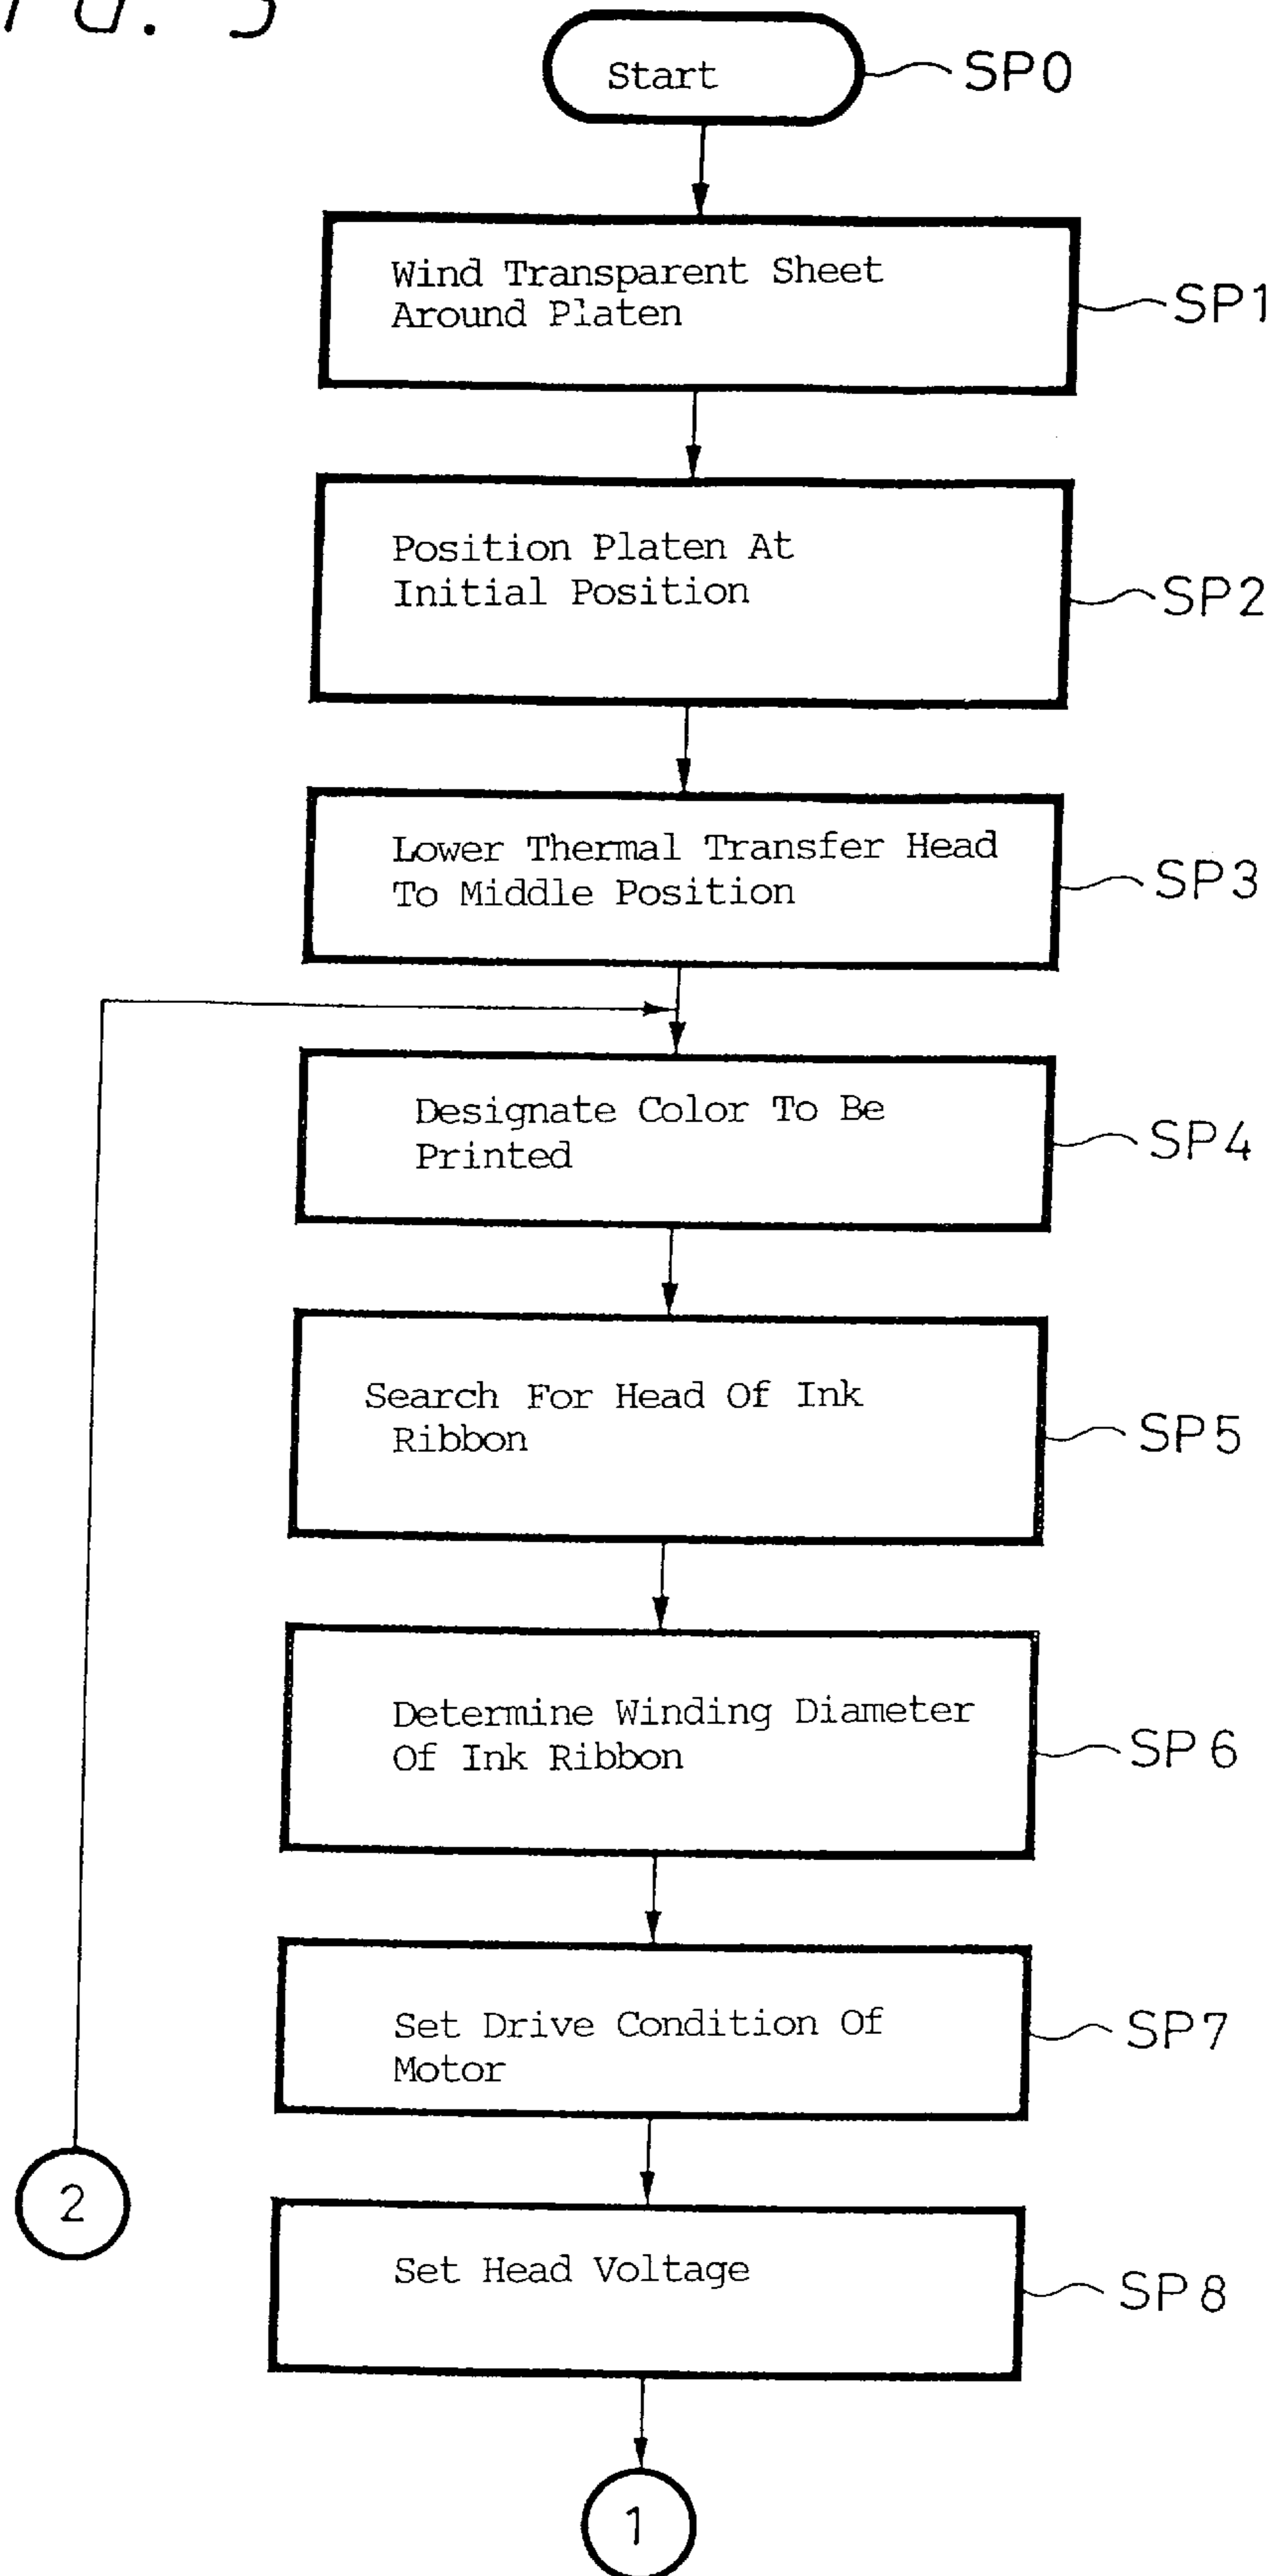 Start
SP0
Wind Transparent Sheet
Around Platen
SP1
Position Platen At
Initial Position
SP2
Lower Thermal Transfer Head
To Middle Position
SP3
Designate Color To Be
Printed
SP4
Search For Head Of Ink
Ribbon
SP5
Determine Winding Diameter
Of Ink Ribbon
SP6
Set Drive Condition Of
Motor
SP7
2
Set Head Voltage
SP8
1